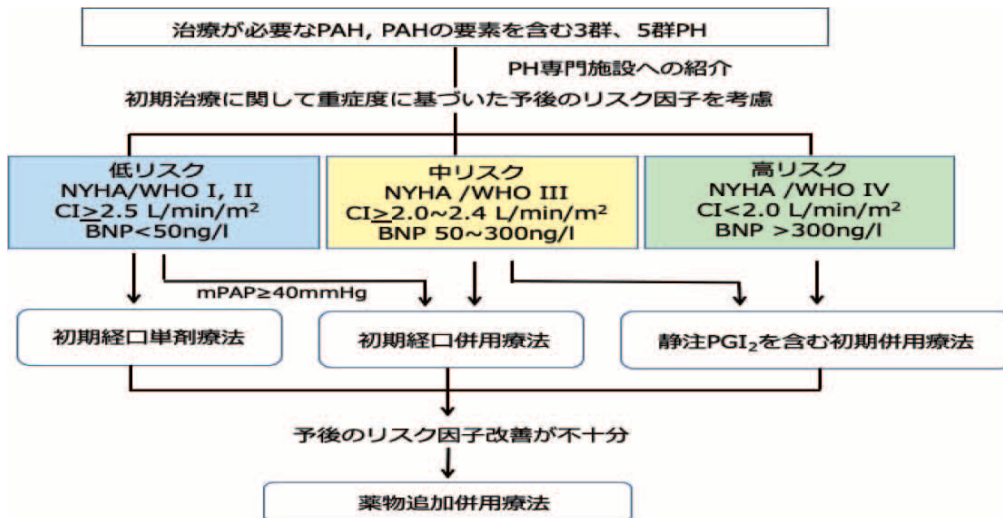 治療が必要なPAH, PAHの要素を含む3群、5群PH
PH専門施設への紹介
初期治療に関して重症度に基づいた予後のリスク因子を考慮
低リスク
NYHA/WHO I, II
CI≥2.5 L/min/m²
BNP<50ng/l
中リスク
NYHA /WHO III
CI≥2.0~2.4 L/min/m²
BNP 50~300ng/l
高リスク
NYHA /WHO IV
CI<2.0 L/min/m²
BNP >300ng/l
mPAP≥40mmHg
初期経口単剤療法
初期経口併用療法
静注PGI₂を含む初期併用療法
予後のリスク因子改善が不十分
薬物追加併用療法